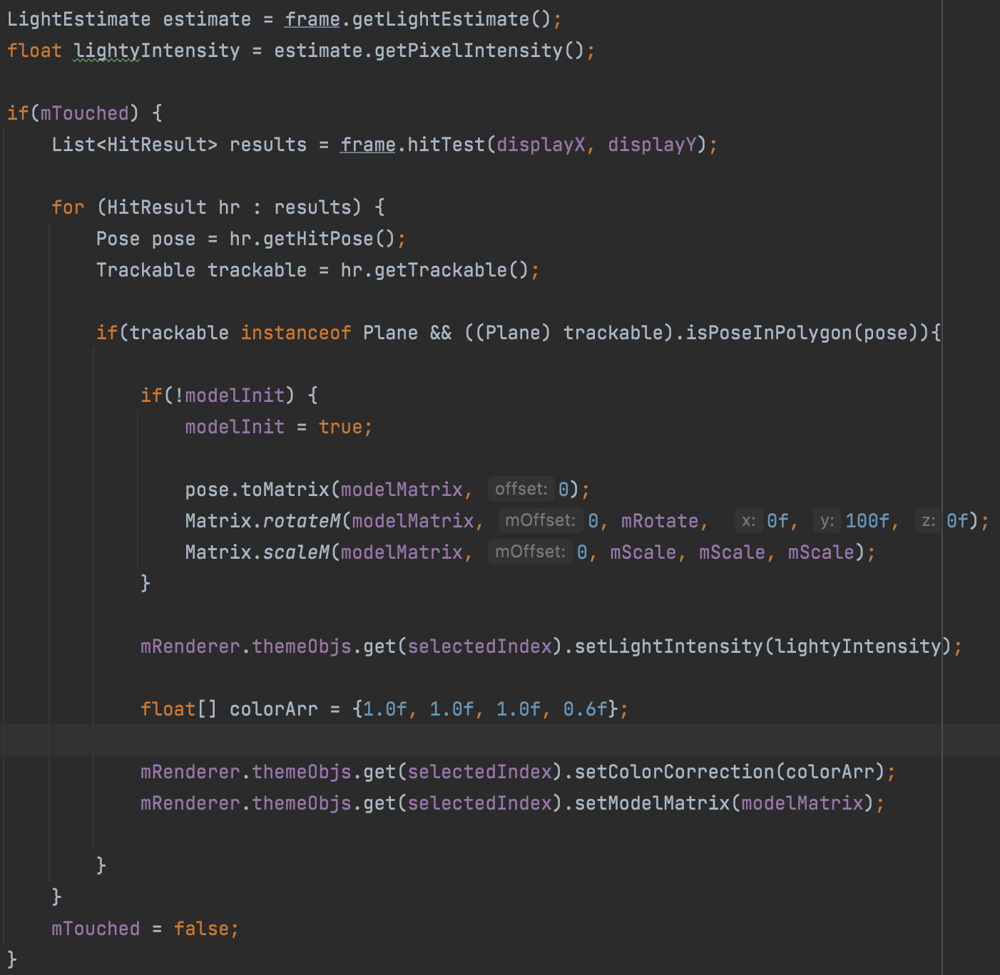 LightEstimate estimate = frame.getLightEstimate();
float lightyIntensity = estimate.getPixelIntensity();
if(mTouched) {
List<HitResult> results = frame.hitTest(displayX, displayY);
for (HitResult hr : results) {
Pose pose = hr.getHitPose();
Trackable trackable = hr.getTrackable();
if(trackable instanceof Plane && ((Plane) trackable).isPoseInPolygon(pose)){
if(!modelInit) {
modelInit = true;
pose.toMatrix(modelMatrix, offset: 0);
Matrix.rotateM(modelMatrix, mOffset: 0, mRotate, x: 0f, y: 100f, z: 0f);
Matrix.scaleM(modelMatrix, mOffset: 0, mScale, mScale, mScale);
}
mRenderer.themeObjs.get(selectedIndex).setLightIntensity(lightyIntensity);
float[] colorArr = {1.0f, 1.0f, 1.0f, 0.6f};
mRenderer.themeObjs.get(selectedIndex).setColorCorrection(colorArr);
mRenderer.themeObjs.get(selectedIndex).setModelMatrix(modelMatrix);
}
}
mTouched = false;
}